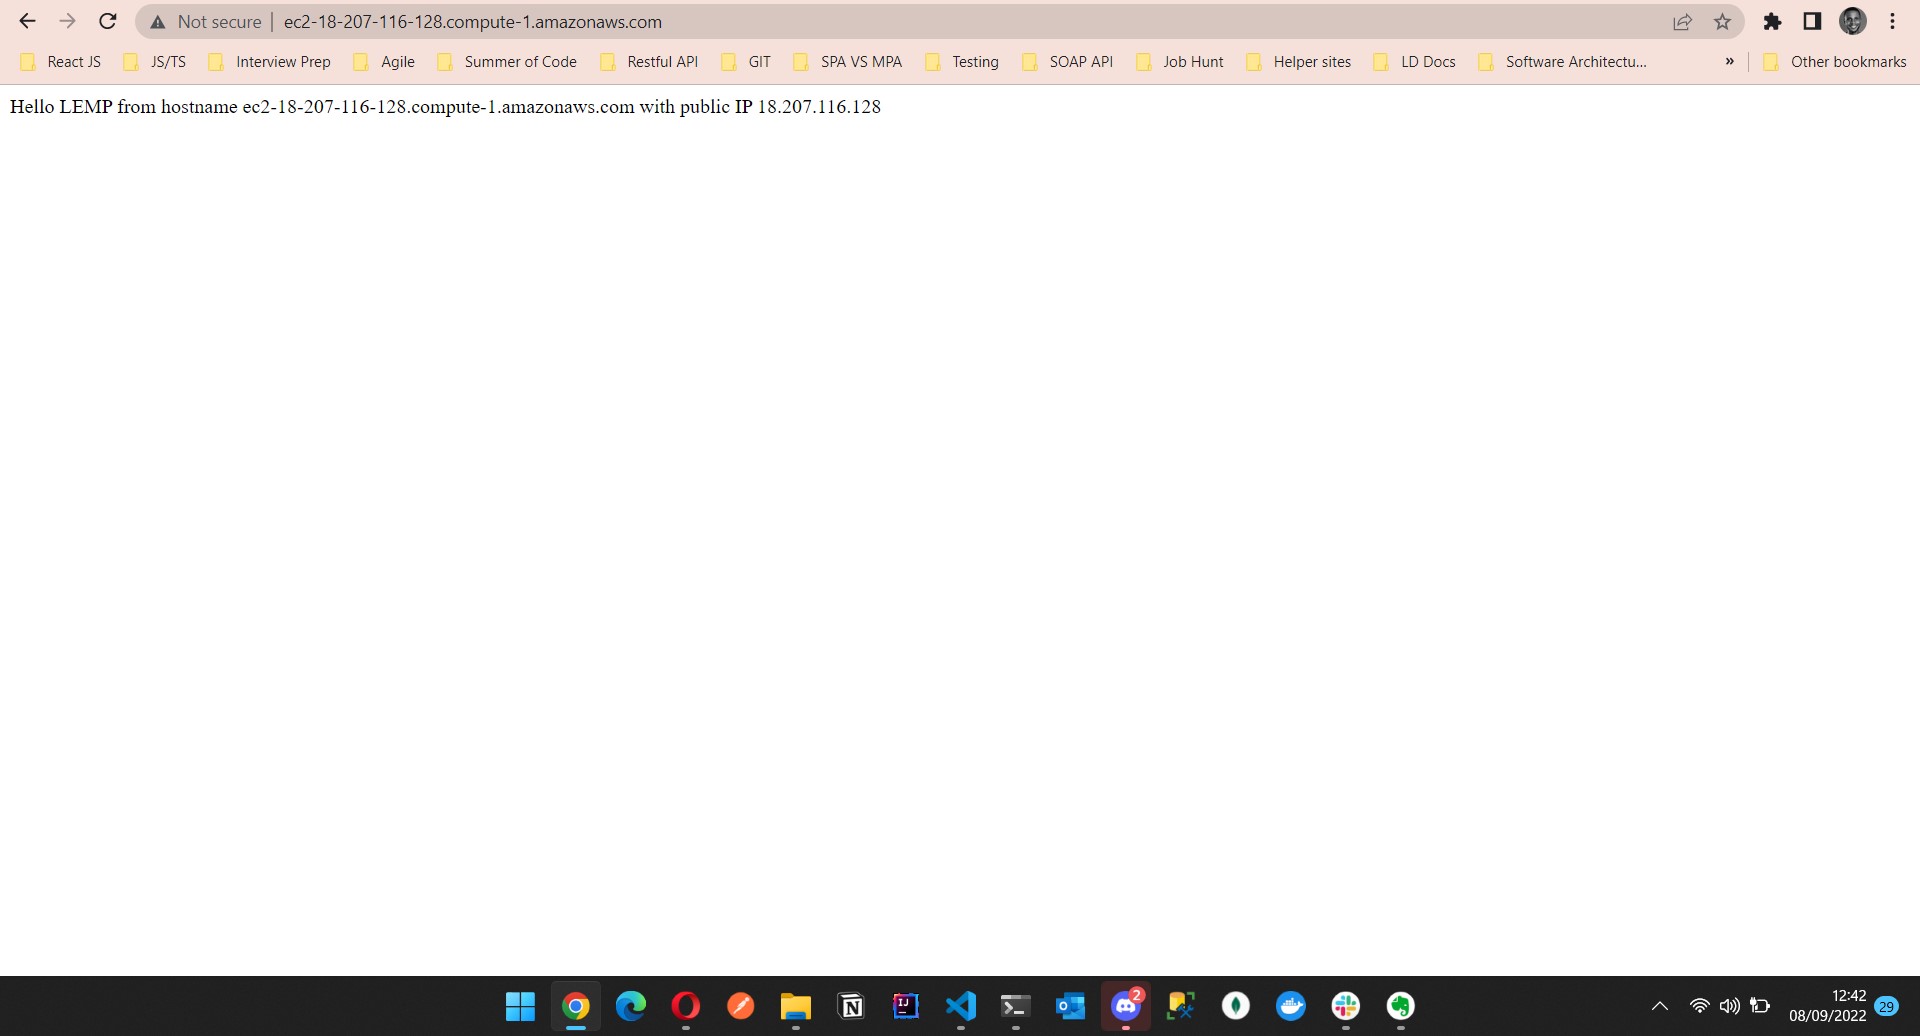 Not secure | ec2-18-207-116-128.compute-1.amazonaws.com
React JS JS/TS Interview Prep Agile Summer of Code Restful API GIT SPA VS MPA Testing SOAP API Job Hunt Helper sites LD Docs Software Architectu... » Other bookmarks
Hello LEMP from hostname ec2-18-207-116-128.compute-1.amazonaws.com with public IP 18.207.116.128
IJ
2
12:42
08/09/2022 29